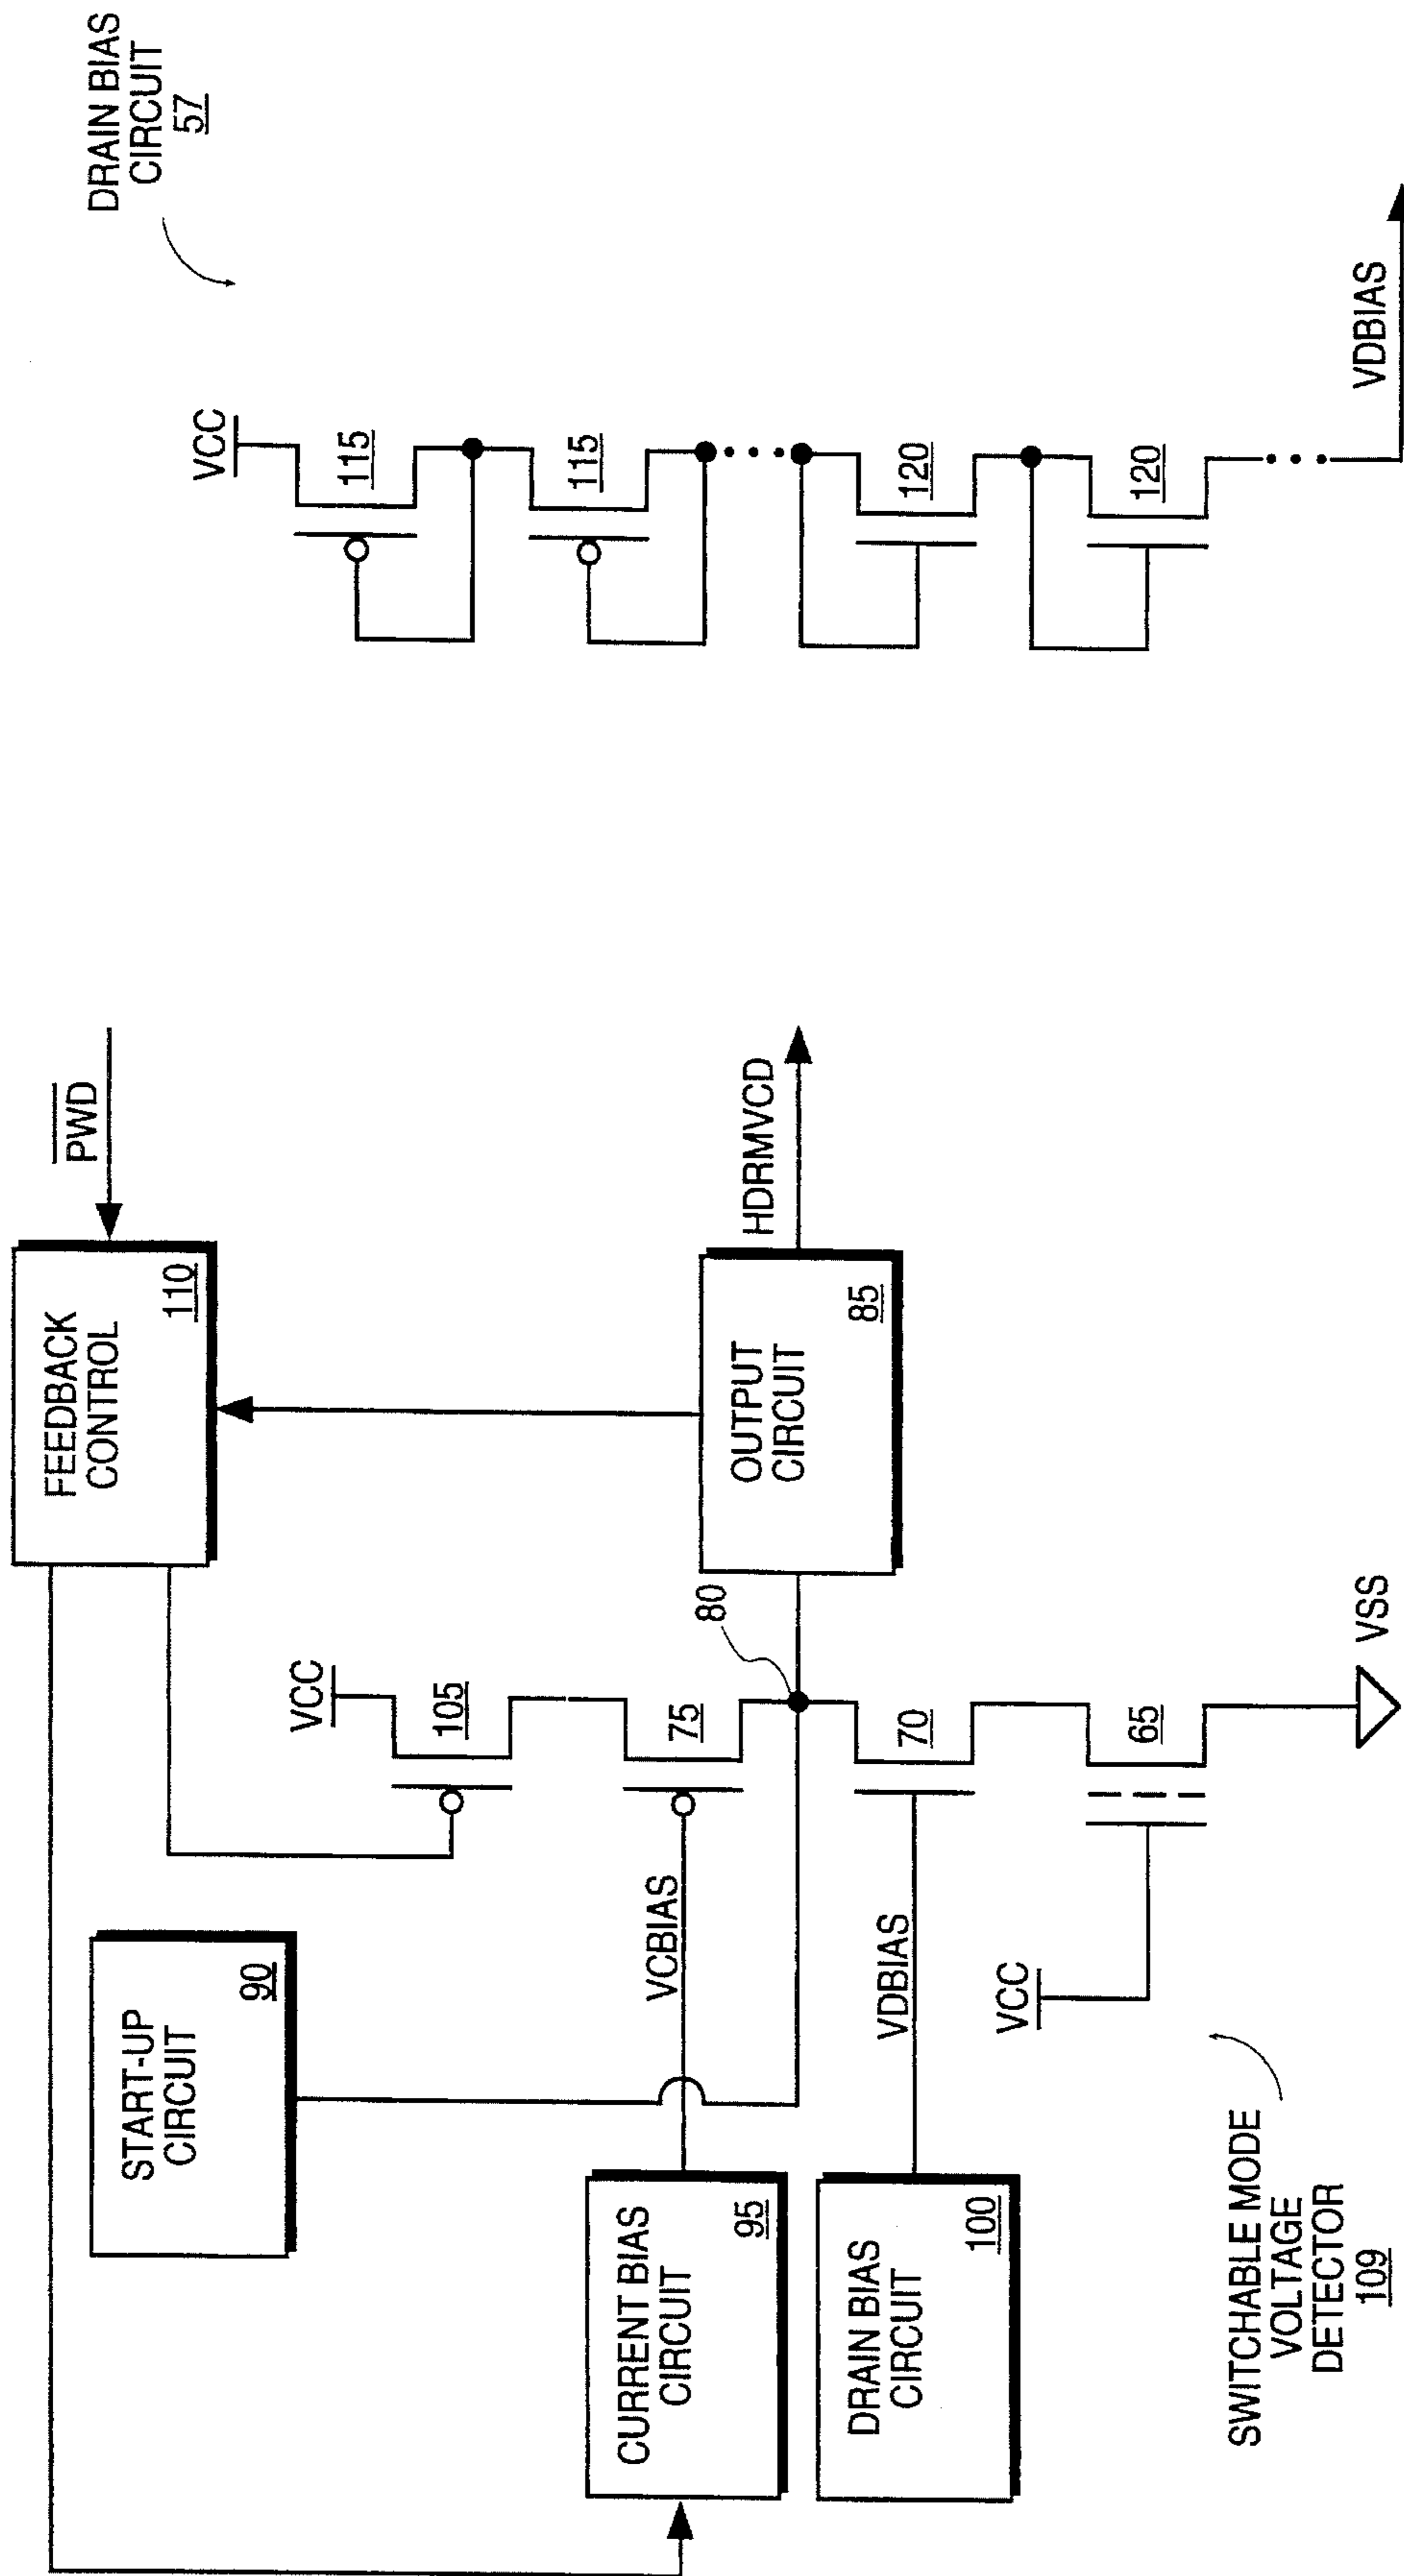 FEEDBACK
CONTROL
110
PWD
START-UP
CIRCUIT
90
VCC
105
CURRENT BIAS
CIRCUIT
95
VCBIAS
75
80
OUTPUT
CIRCUIT
85
HDRMVCD
DRAIN BIAS
CIRCUIT
100
VDBIAS
70
VCC
65
VSS
SWITCHABLE MODE
VOLTAGE
DETECTOR
109
DRAIN BIAS
CIRCUIT
57
VCC
115
115
120
120
VDBIAS